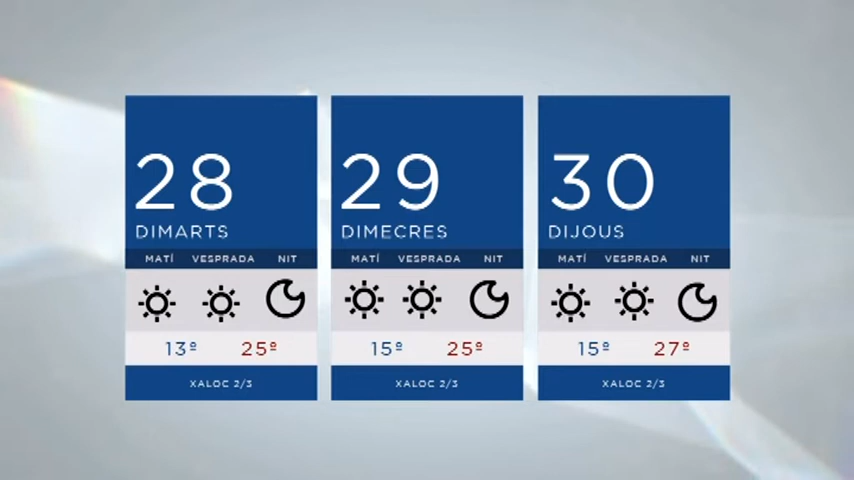 28
DIMARTS
MATÍ VESPRADA NIT
13º 25º
XALOC 2/3
29
DIMECRES
MATÍ VESPRADA NIT
15º 25º
XALOC 2/3
30
DIJOUS
MATÍ VESPRADA NIT
15º 27º
XALOC 2/3